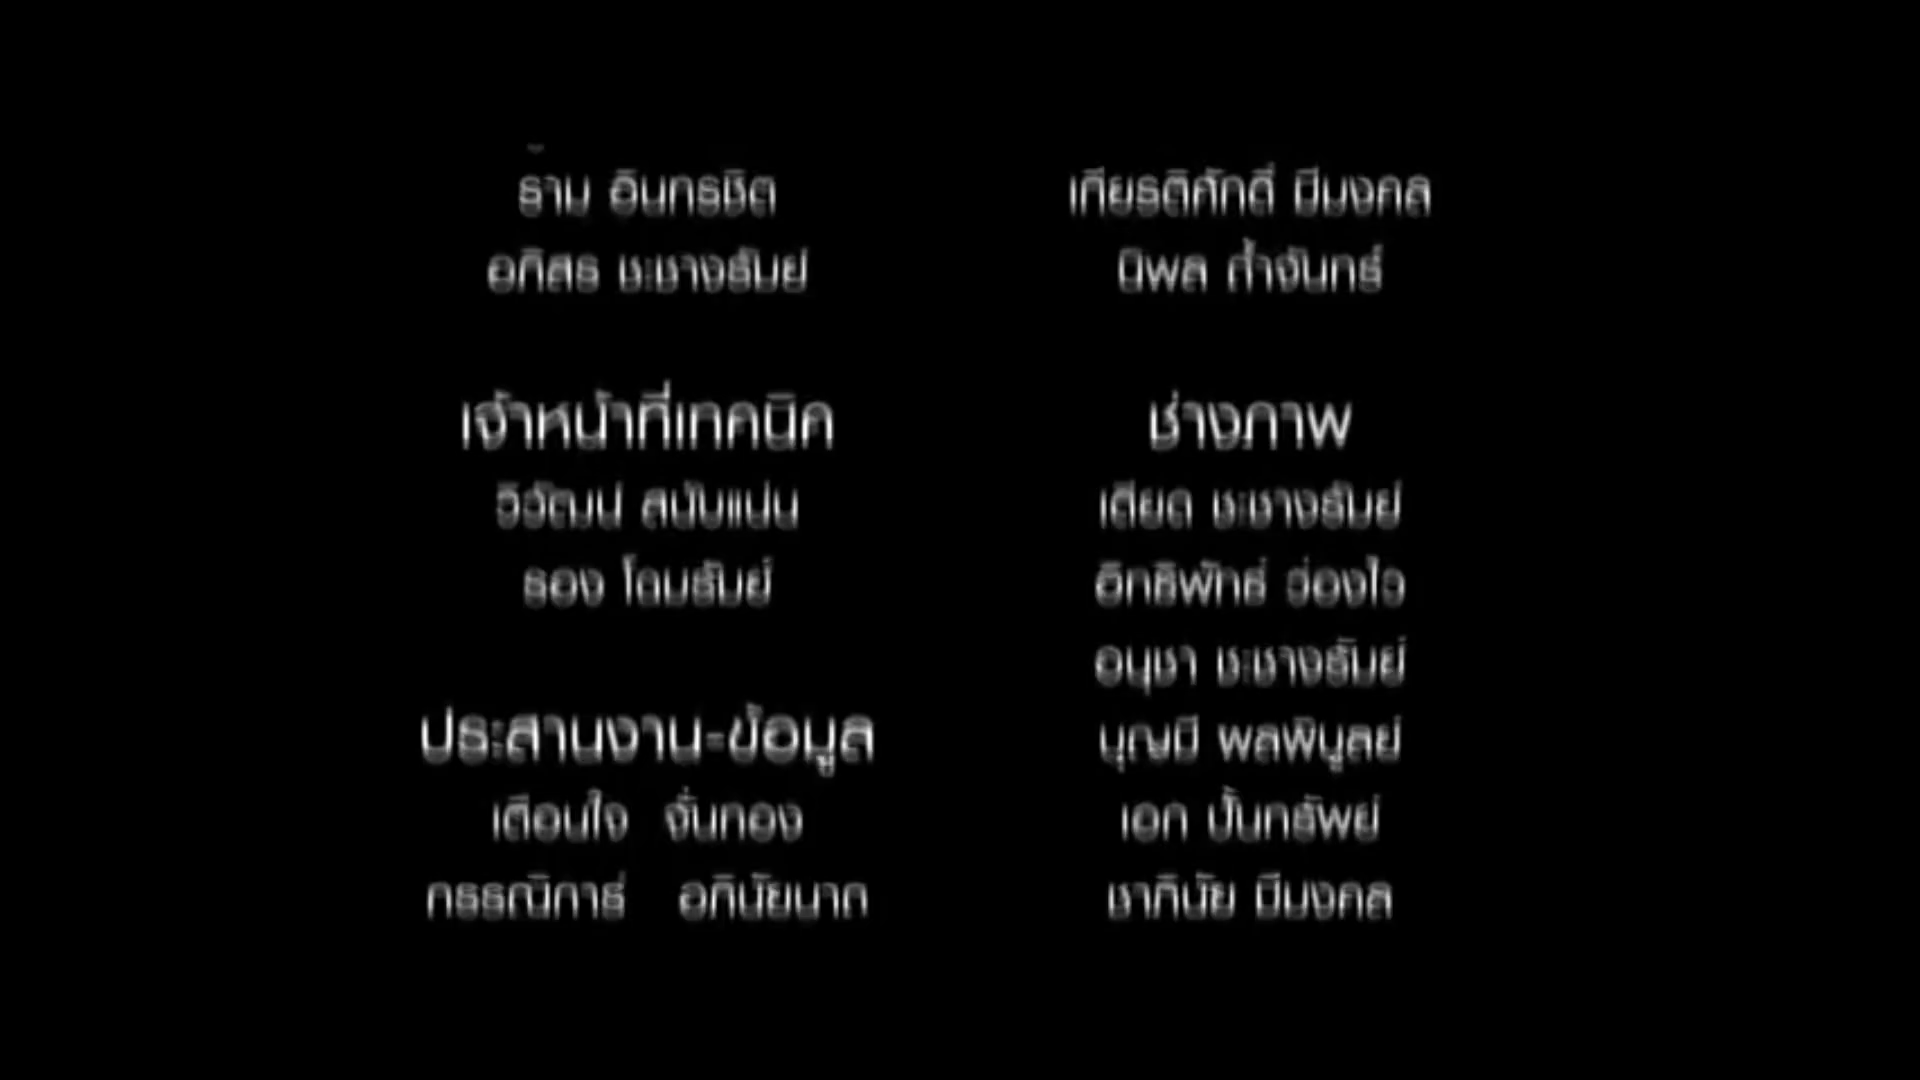 ราม อินทรชิต
อภิสร ชะชางรัมย์
เจ้าหน้าที่เทคนิค
วิวัฒน์ สนับแน่น
รอง โดมรัมย์
ประสานงาน-ข้อมูล
เตือนใจ จั่นทอง
กรรณิการ์ อภินัยนาถ
เกียรติศักดิ์ มีมงคล
นิพล ก่ำจันทร์
ช่างภาพ
เดียด ชะชางรัมย์
อิทธิพัทธ์ ว่องไว
อนุชา ชะชางรัมย์
บุญมี พลพิบูลย์
เอก ปั้นทรัพย์
ชาภินัย มีมงคล